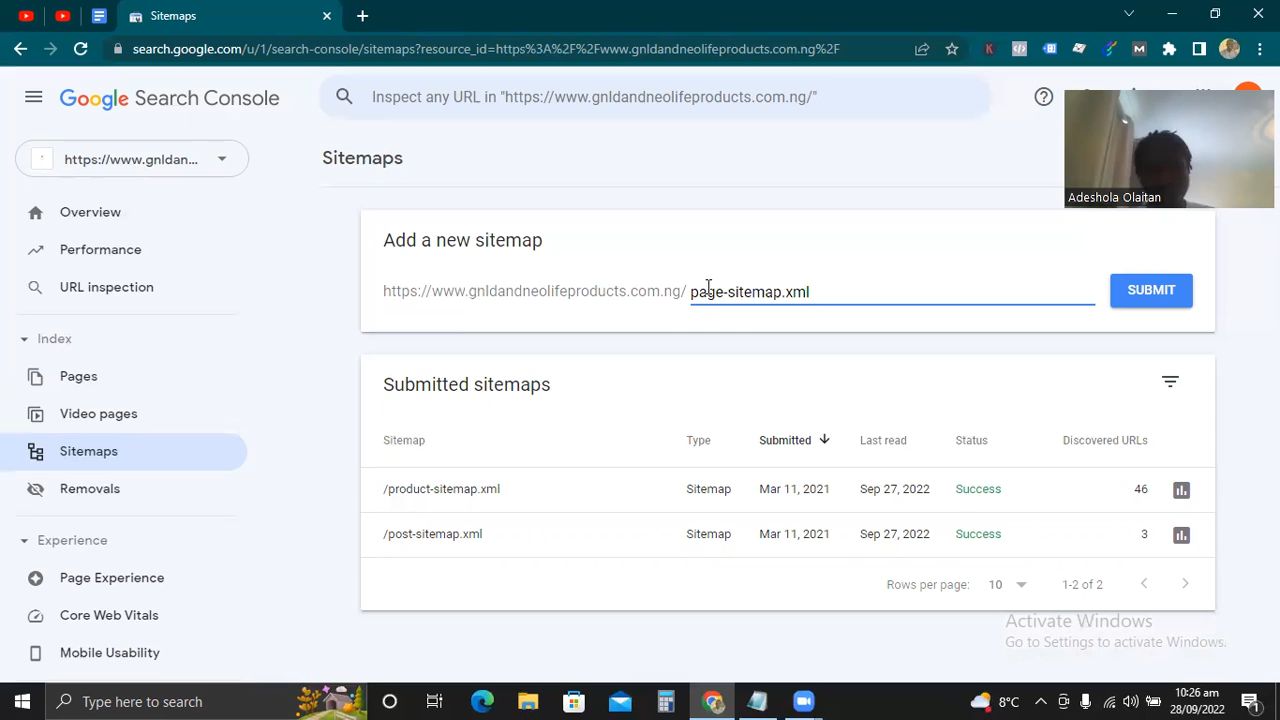 Sitemaps
search.google.com/u/1/search-console/sitemaps?resource_id=https%3A%2F%2Fwww.gnldandneolifeproducts.com.ng%2F
Google Search Console
Inspect any URL in "https://www.gnldandneolifeproducts.com.ng/"
https://www.gnldan...
Sitemaps
Adeshola Olaitan
Overview
Performance
URL inspection
Index
Pages
Video pages
Sitemaps
Removals
Experience
Page Experience
Core Web Vitals
Mobile Usability
Add a new sitemap
https://www.gnldandneolifeproducts.com.ng/ page-sitemap.xml
SUBMIT
Submitted sitemaps
Sitemap Type Submitted Last read Status Discovered URLs
/product-sitemap.xml Sitemap Mar 11, 2021 Sep 27, 2022 Success 46
/post-sitemap.xml Sitemap Mar 11, 2021 Sep 27, 2022 Success 3
Rows per page: 10 1-2 of 2
Activate Windows
Go to Settings to activate Windows.
Type here to search
8°C
10:26 am
28/09/2022
1